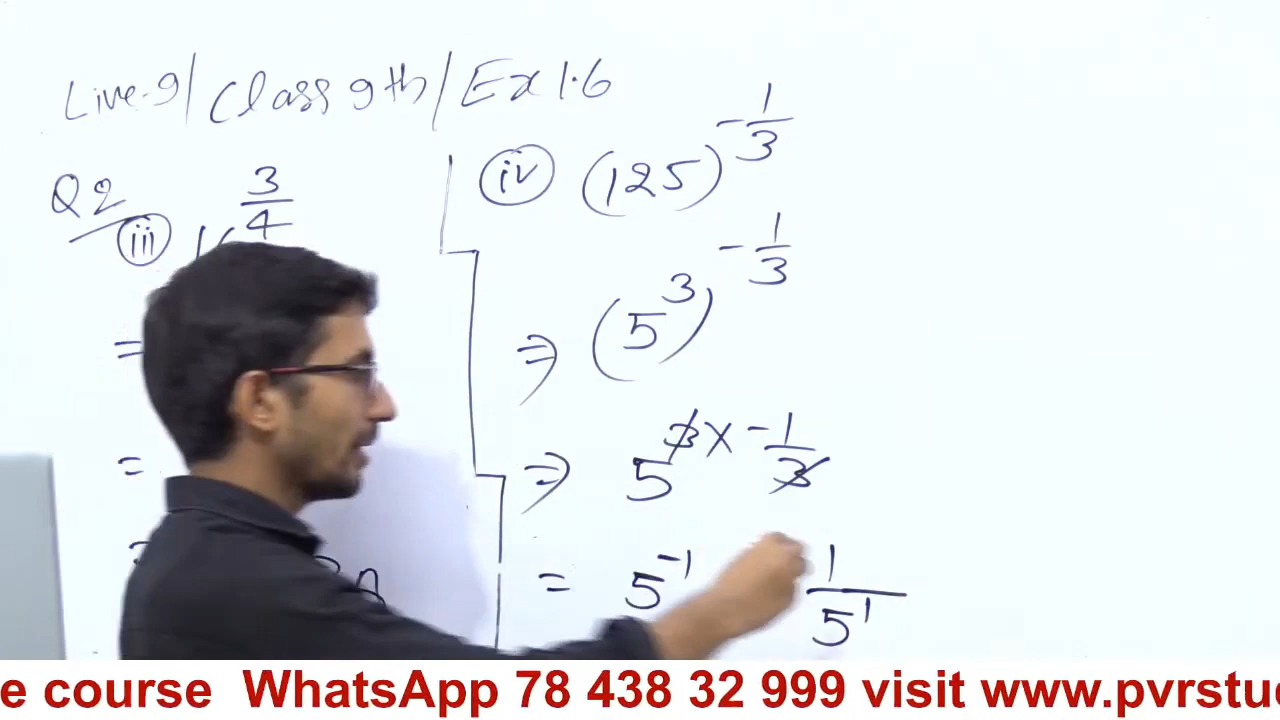 Live-9/Class 9th/Ex 1.6
Q2
iii 3/4
=
=
iv (125)^-1/3
⇒ (5^3)^-1/3
⇒ 5^3 × -1/3
= 5^-1 1/5^1
e course WhatsApp 78 438 32 999 visit www.pvrstu